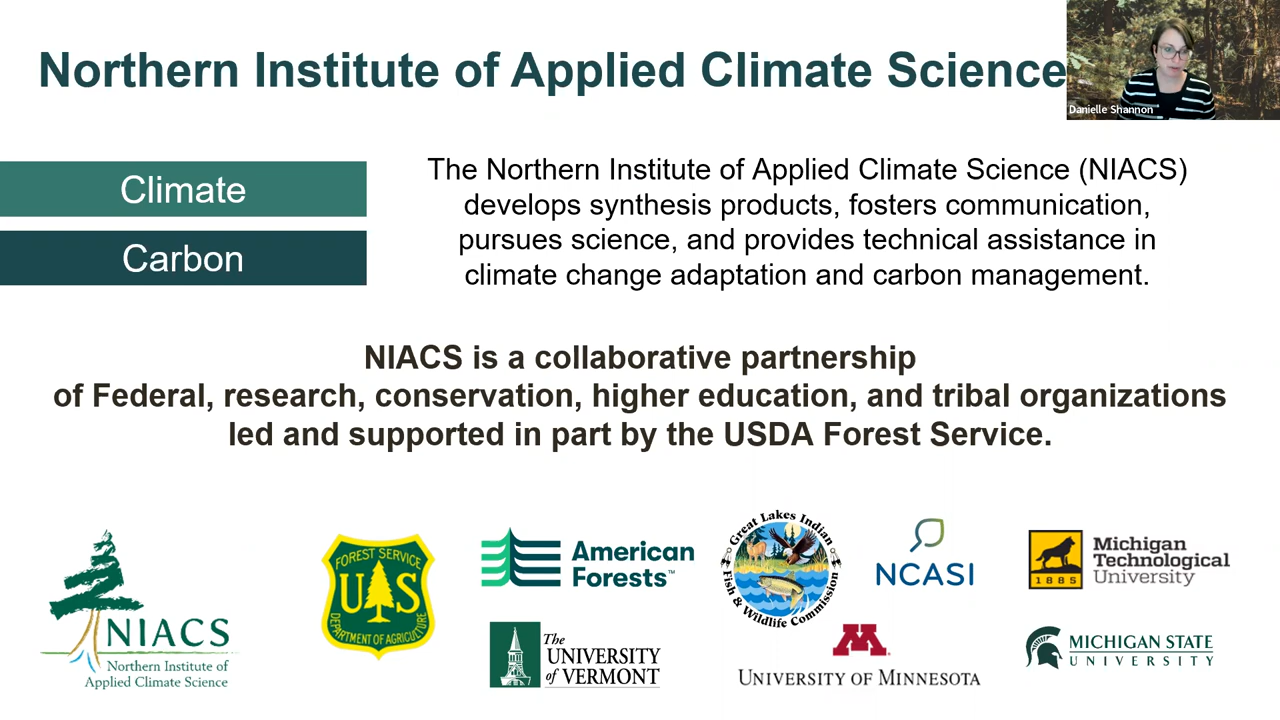 Northern Institute of Applied Climate Science
Danielle Shannon
Climate
Carbon
The Northern Institute of Applied Climate Science (NIACS)
develops synthesis products, fosters communication,
pursues science, and provides technical assistance in
climate change adaptation and carbon management.
NIACS is a collaborative partnership
of Federal, research, conservation, higher education, and tribal organizations
led and supported in part by the USDA Forest Service.
NIACS
Northern Institute of
Applied Climate Science
FOREST SERVICE
U S
DEPARTMENT OF AGRICULTURE
American
Forests™
Great Lakes Indian
Fish & Wildlife Commission
NCASI
1885
Michigan
Technological
University
The
UNIVERSITY
of VERMONT
M
UNIVERSITY OF MINNESOTA
MICHIGAN STATE
UNIVERSITY